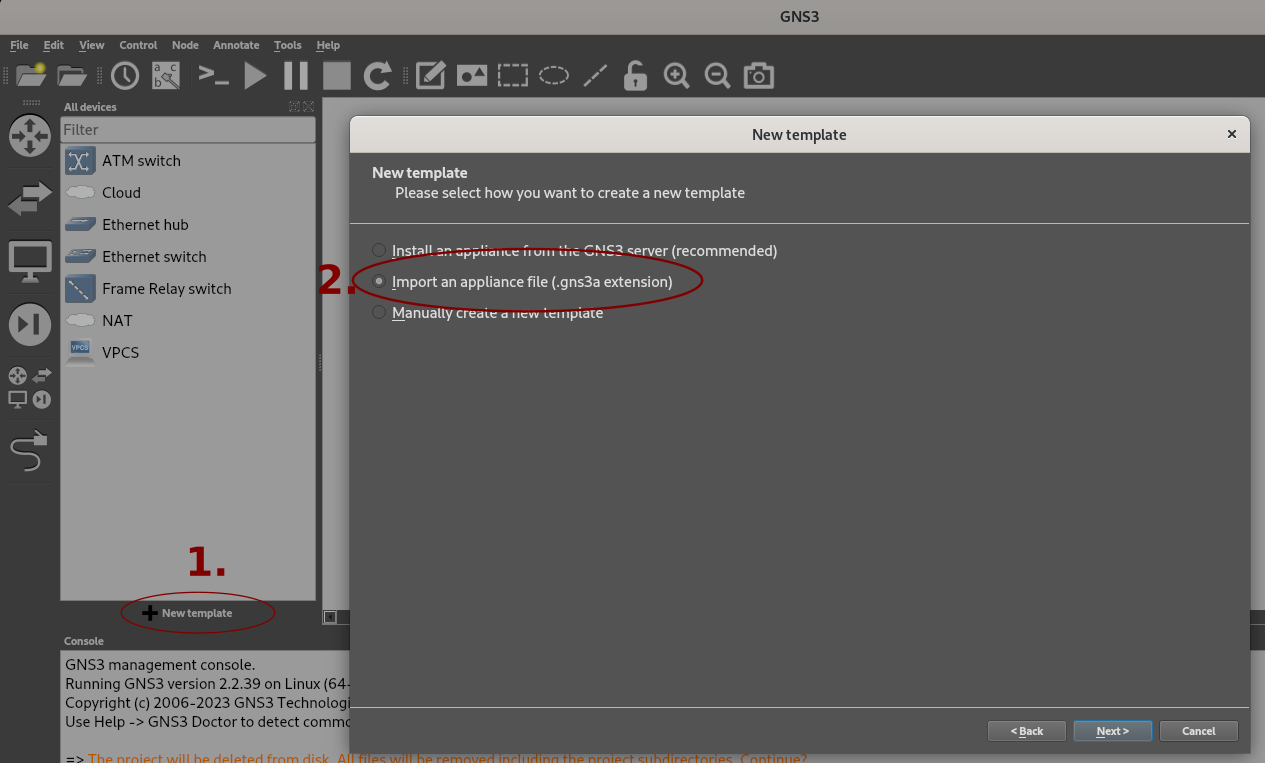 GNS3
File Edit View Control Node Annotate Tools Help
a c
b
All devices
Filter
ATM switch
Cloud
Ethernet hub
Ethernet switch
Frame Relay switch
NAT
VPCS
VPCS
1.
New template
New template
New template
Please select how you want to create a new template
Install an appliance from the GNS3 server (recommended)
2.
Import an appliance file (.gns3a extension)
Manually create a new template
< Back Next > Cancel
Console
GNS3 management console.
Running GNS3 version 2.2.39 on Linux (64-
Copyright (c) 2006-2023 GNS3 Technologi
Use Help -> GNS3 Doctor to detect commo
=> The project will be deleted from disk. All files will be removed including the project subdirectories. Continue?